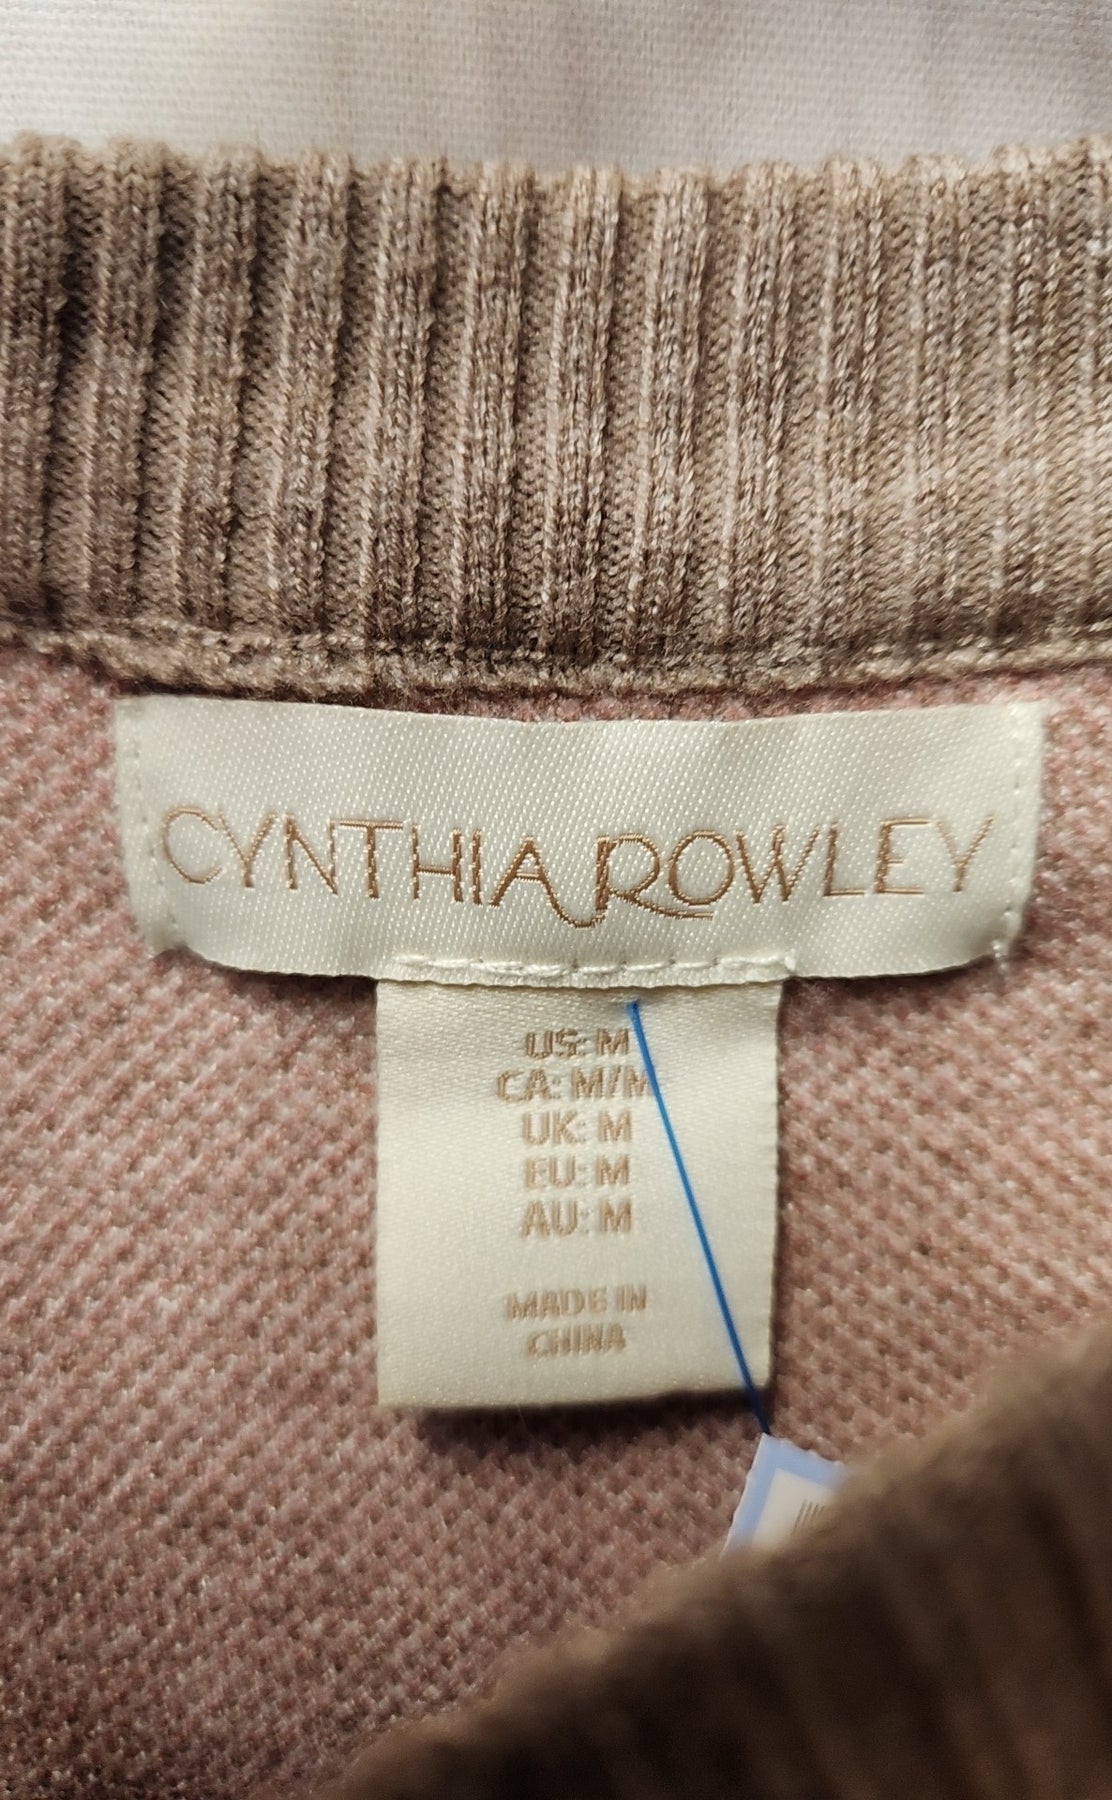 CYNTHIA ROWLEY
US: M
CA: M/M
UK: M
EU: M
AU: M
MADE IN
CHINA